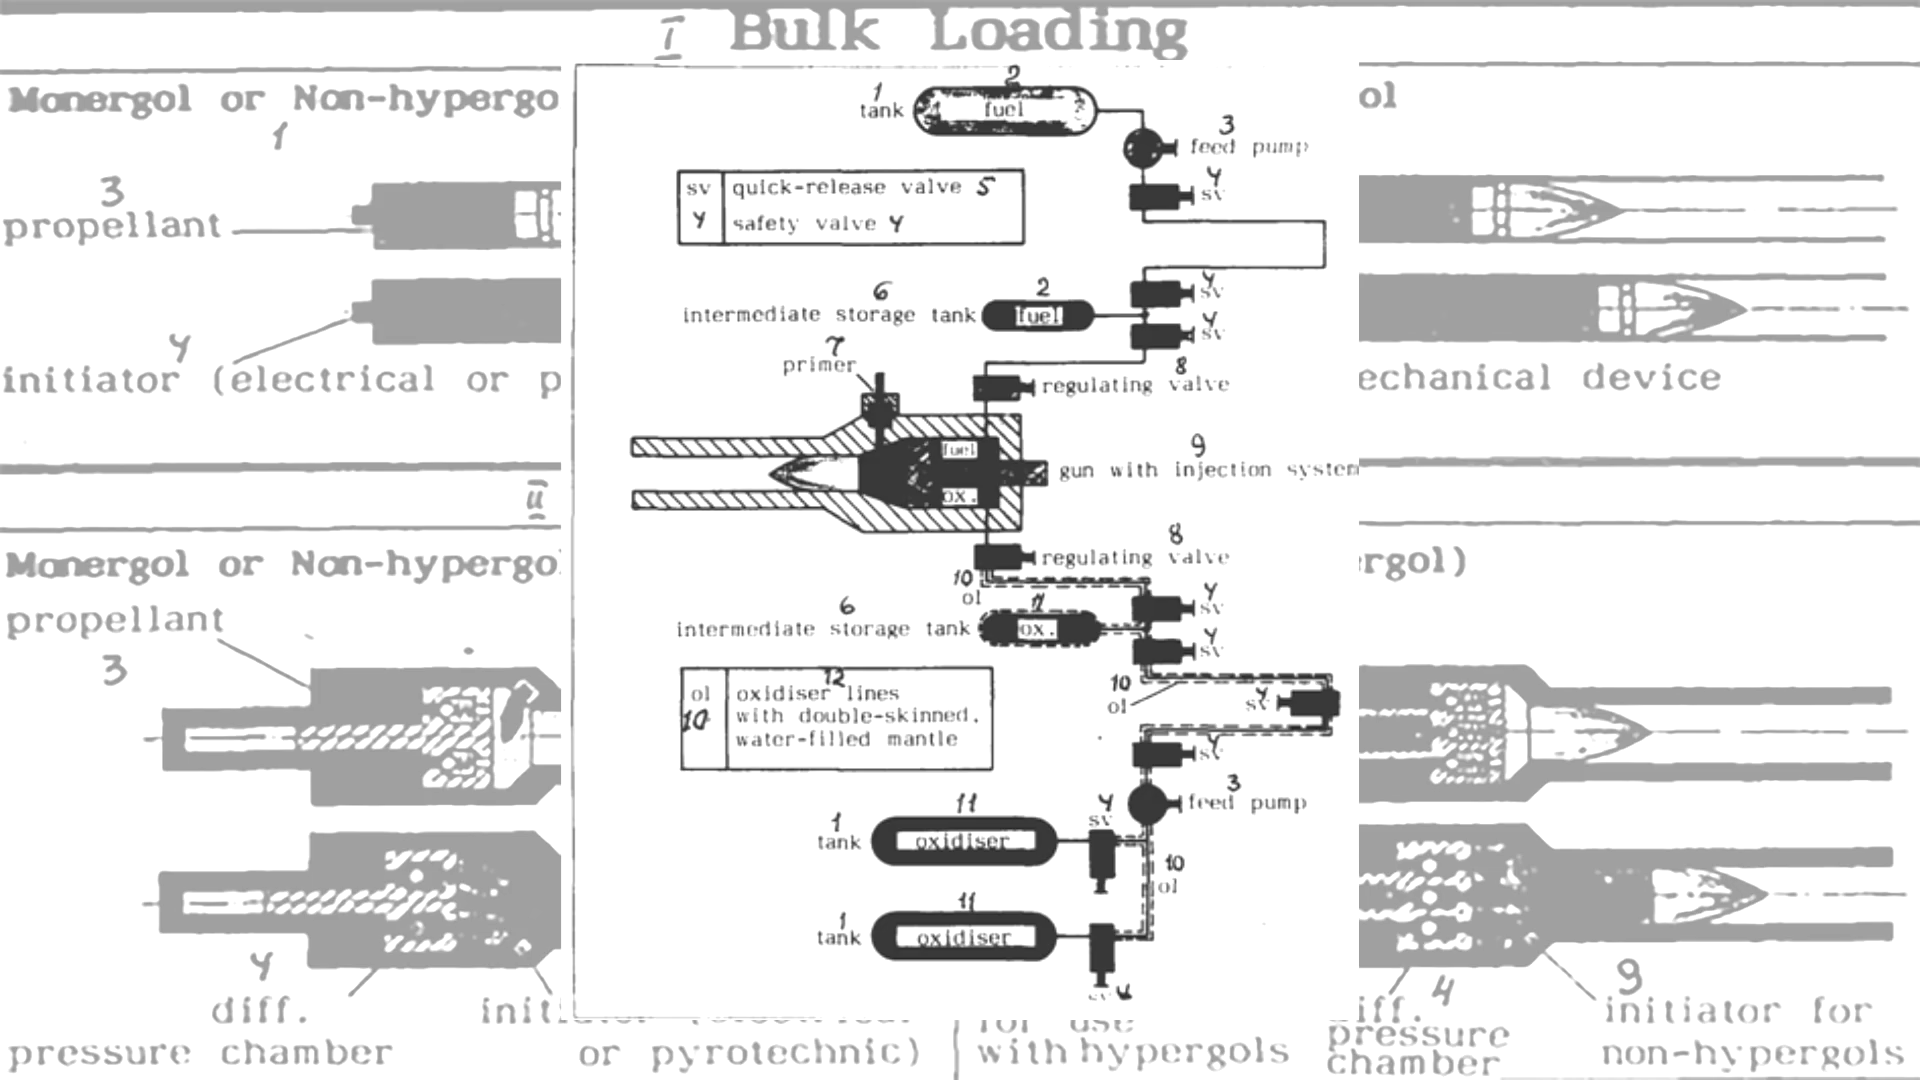 I Bulk Loading
Monergol or Non-hypergo
ol
1
3
propellant
4
initiator (electrical or p
echanical device
II
Monergol or Non-hypergo
rgol)
propellant
3
4
diff.
pressure chamber
or pyrotechnic)
for use
with hypergols
iff. 4
pressure
chamber
9
initiator for
non-hypergols
2
1
tank fuel
3
feed pump
4
sv
sv quick-release valve 5
4 safety valve 4
4
sv
6
intermediate storage tank
2
fuel
4
sv
7
primer
8
regulating valve
fuel
9
gun with injection system
ox.
8
regulating valve
10
ol
4
sv
6 11
intermediate storage tank ox.
4
sv
12
ol oxidiser lines
10 with double-skinned,
water-filled mantle
10
ol
4
sv
4
sv
3
feed pump
11
4
sv
1
tank oxidiser
10
ol
11
1
tank oxidiser
sv 4